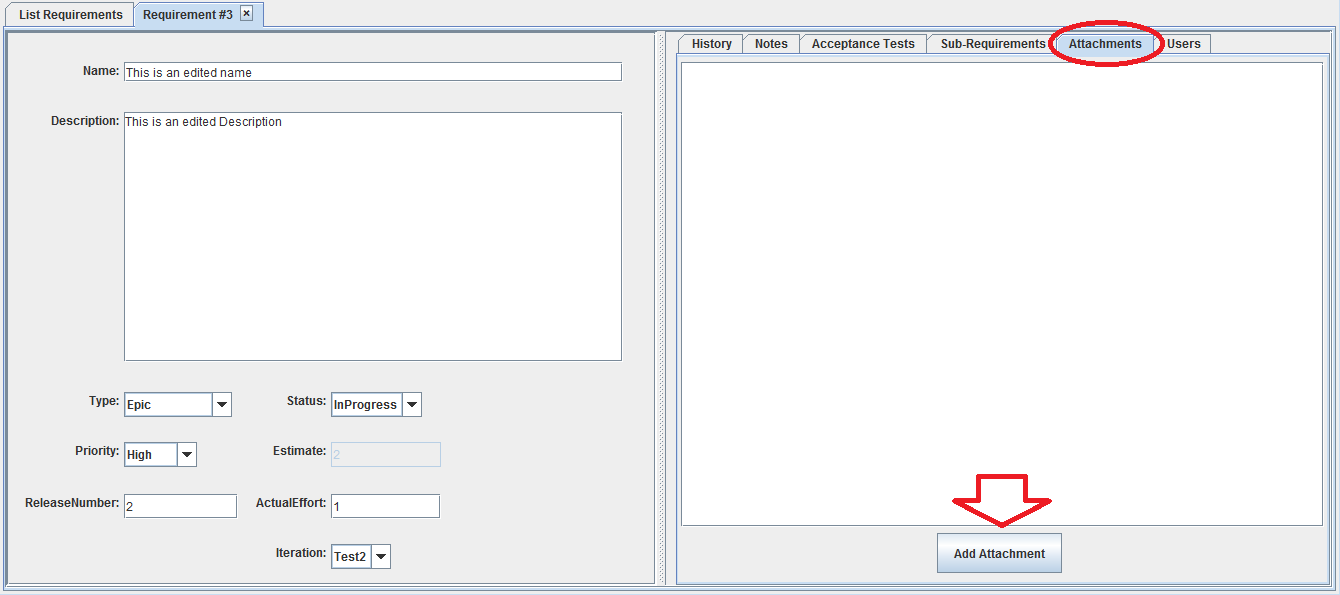 List Requirements
Requirement #3
Name: This is an edited name
Description: This is an edited Description
Type: Epic
Status: InProgress
Priority: High
Estimate: 2
ReleaseNumber: 2
ActualEffort: 1
Iteration: Test2
History
Notes
Acceptance Tests
Sub-Requirements
Attachments
Users
Add Attachment